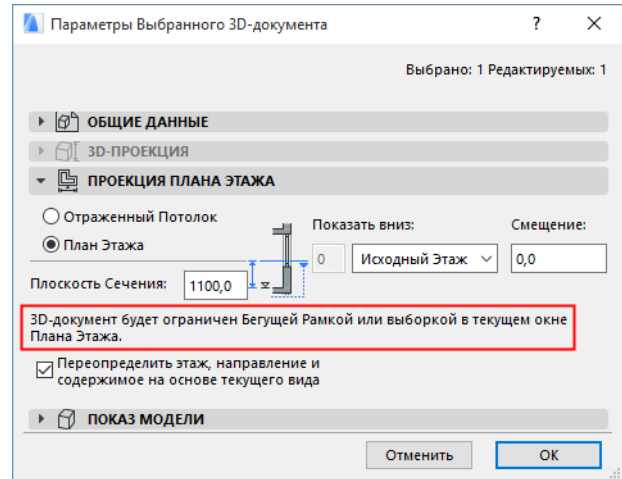 Параметры Выбранного 3D-документа
Выбрано: 1 Редактируемых: 1
ОБЩИЕ ДАННЫЕ
3D-ПРОЕКЦИЯ
ПРОЕКЦИЯ ПЛАНА ЭТАЖА
Отраженный Потолок
План Этажа
Показать вниз:
Смещение:
0
Исходный Этаж
0,0
Плоскость Сечения:
1100,0
3D-документ будет ограничен Бегущей Рамкой или выборкой в текущем окне
Плана Этажа.
Переопределить этаж, направление и
содержимое на основе текущего вида
ПОКАЗ МОДЕЛИ
Отменить
ОК